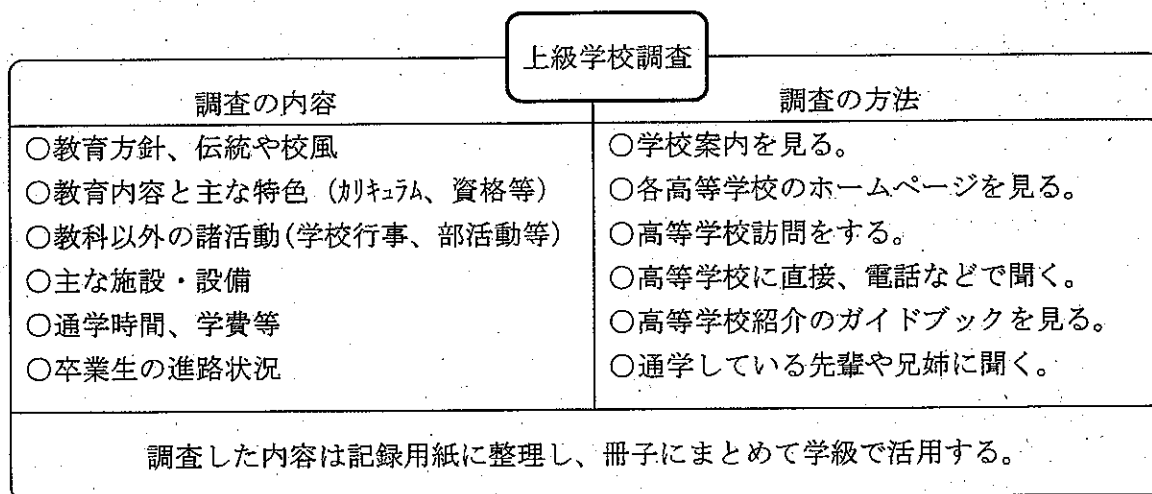 上級学校調査
調査の内容
○教育方針、伝統や校風
○教育内容と主な特色（ｶﾘｷｭﾗﾑ、資格等）
○教科以外の諸活動(学校行事、部活動等)
○主な施設・設備
○通学時間、学費等
○卒業生の進路状況
調査の方法
○学校案内を見る。
○各高等学校のホームページを見る。
○高等学校訪問をする。
○高等学校に直接、電話などで聞く。
○高等学校紹介のガイドブックを見る。
○通学している先輩や兄姉に聞く。
調査した内容は記録用紙に整理し、冊子にまとめて学級で活用する。